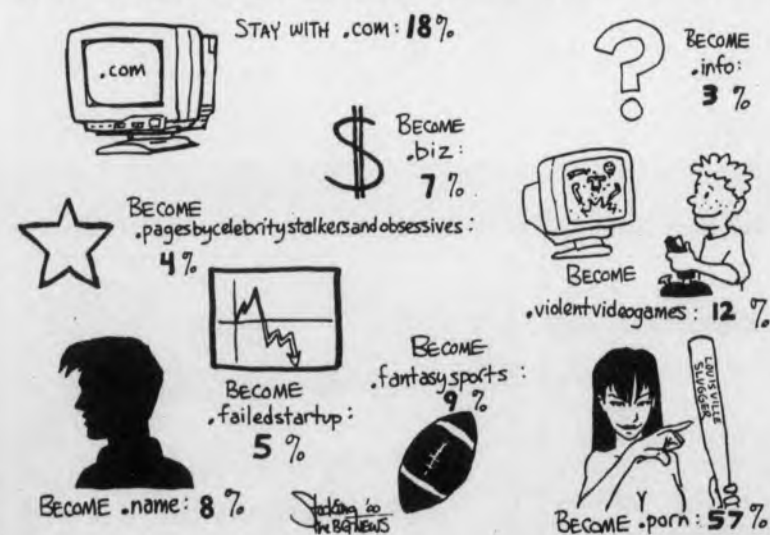 .com
STAY WITH .com: 18%
BECOME
.info:
3 %
BECOME
.biz:
7 %
BECOME
.pagesbycelebritystalkersandobsessives:
4 %
BECOME
.violentvideogames: 12 %
BECOME
.failedstartup:
5 %
BECOME
.fantasysports:
9 %
LOUISVILLE
SLUGGER
BECOME .name: 8 %
Stocking '00
the BG NEWS
BECOME .porn: 57 %